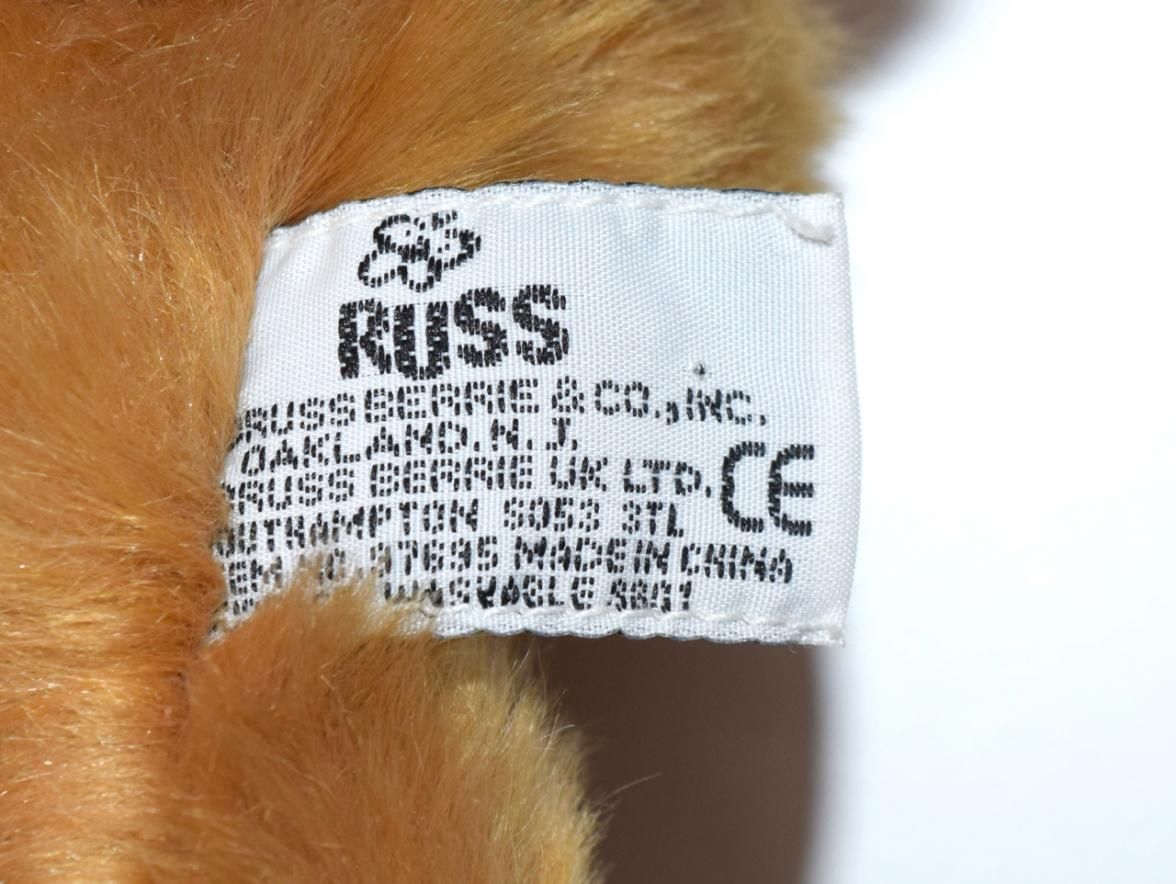 RUSS
RUSS BERRIE & CO., INC.
OAKLAND, N.J.
RUSS BERRIE UK LTD.
CE
SOUTHAMPTON SO53 3TL
MADE IN CHINA